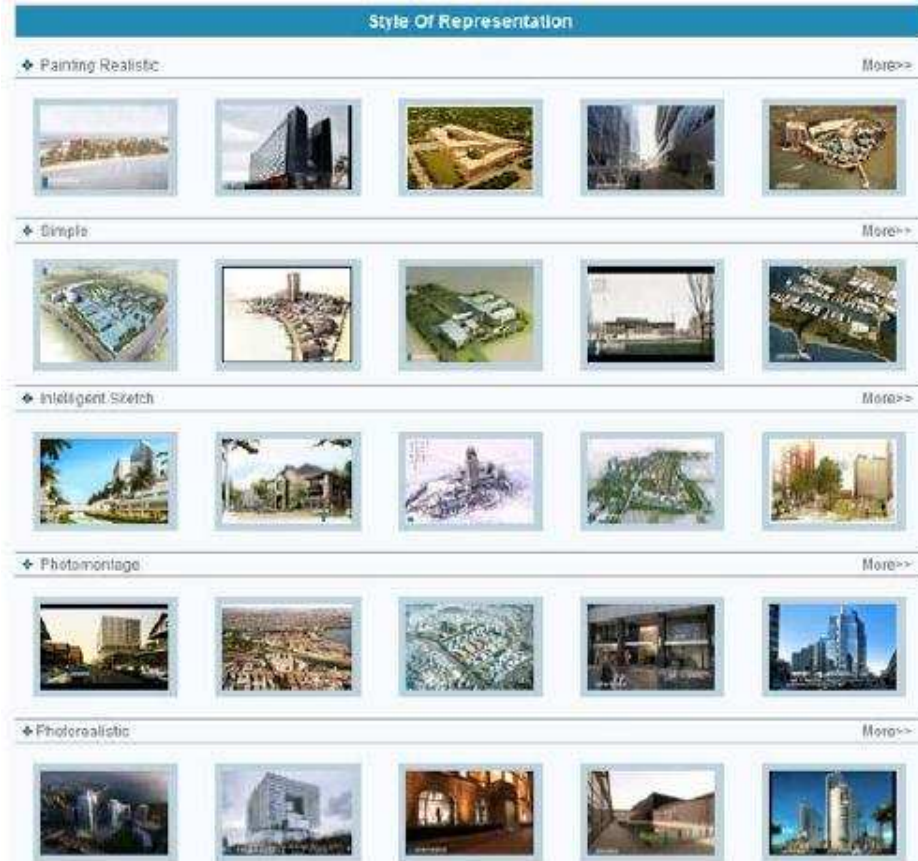 Style Of Representation
Painting Realistic
More>>
Simple
More>>
Intelligent Sketch
More>>
Photomontage
More>>
Photorealistic
More>>